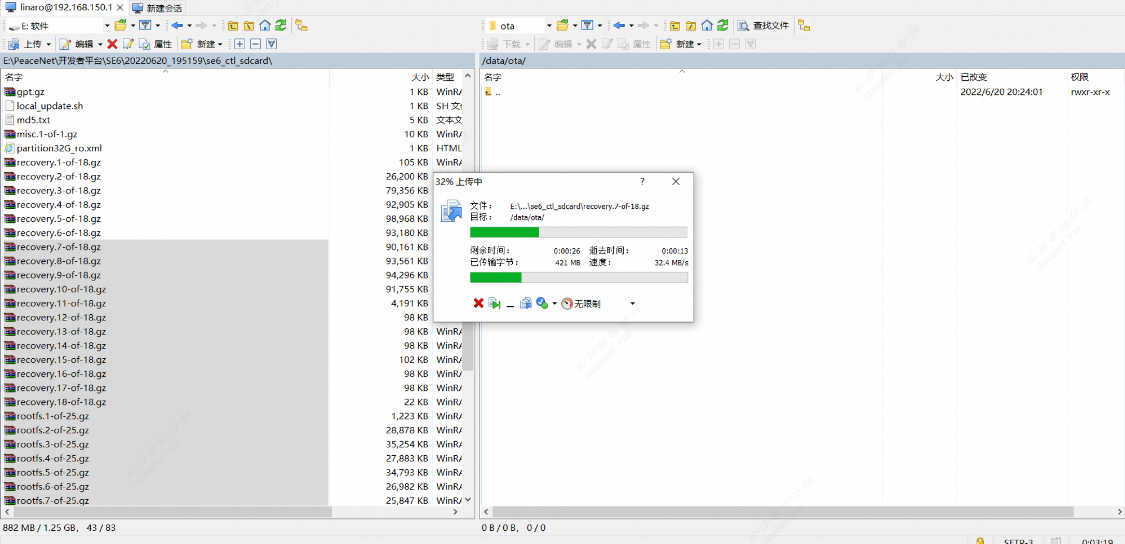 linaro@192.168.150.1 × 新建会话
E: 软件
ota 查找文件
上传 编辑 属性 新建
下载 编辑 属性 新建
E:\PeaceNet\开发者平台\SE6\20220620_195159\se6_ctl_sdcard\
/data/ota/
名字 大小 类型
名字 大小 已改变 权限
gpt.gz 1 KB WinRA
.. 2022/6/20 20:24:01 rwxr-xr-x
local_update.sh 1 KB SH 文
md5.txt 5 KB 文本文
misc.1-of-1.gz 10 KB WinRA
partition32G_ro.xml 1 KB HTML
recovery.1-of-18.gz 105 KB WinRA
recovery.2-of-18.gz 26,200 KB
recovery.3-of-18.gz 79,356 KB
recovery.4-of-18.gz 92,905 KB
recovery.5-of-18.gz 98,968 KB
recovery.6-of-18.gz 93,180 KB
recovery.7-of-18.gz 90,161 KB
recovery.8-of-18.gz 93,561 KB
recovery.9-of-18.gz 94,296 KB
recovery.10-of-18.gz 91,755 KB
recovery.11-of-18.gz 4,191 KB
recovery.12-of-18.gz 98 KB
recovery.13-of-18.gz 98 KB WinRA
recovery.14-of-18.gz 98 KB WinRA
recovery.15-of-18.gz 102 KB WinRA
recovery.16-of-18.gz 98 KB WinRA
recovery.17-of-18.gz 98 KB WinRA
recovery.18-of-18.gz 22 KB WinRA
rootfs.1-of-25.gz 1,223 KB WinRA
rootfs.2-of-25.gz 28,878 KB WinRA
rootfs.3-of-25.gz 35,254 KB WinRA
rootfs.4-of-25.gz 27,883 KB WinRA
rootfs.5-of-25.gz 34,793 KB WinRA
rootfs.6-of-25.gz 26,982 KB WinRA
rootfs.7-of-25.gz 25,847 KB WinRA
32% 上传中 ? ×
文件: E:\...\se6_ctl_sdcard\recovery.7-of-18.gz
目标: /data/ota/
剩余时间: 0:00:26 逝去时间: 0:00:13
已传输字节: 421 MB 速度: 32.4 MB/s
无限制
882 MB / 1.25 GB, 43 / 83
0 B / 0 B, 0 / 0
SFTP-3 0:03:19